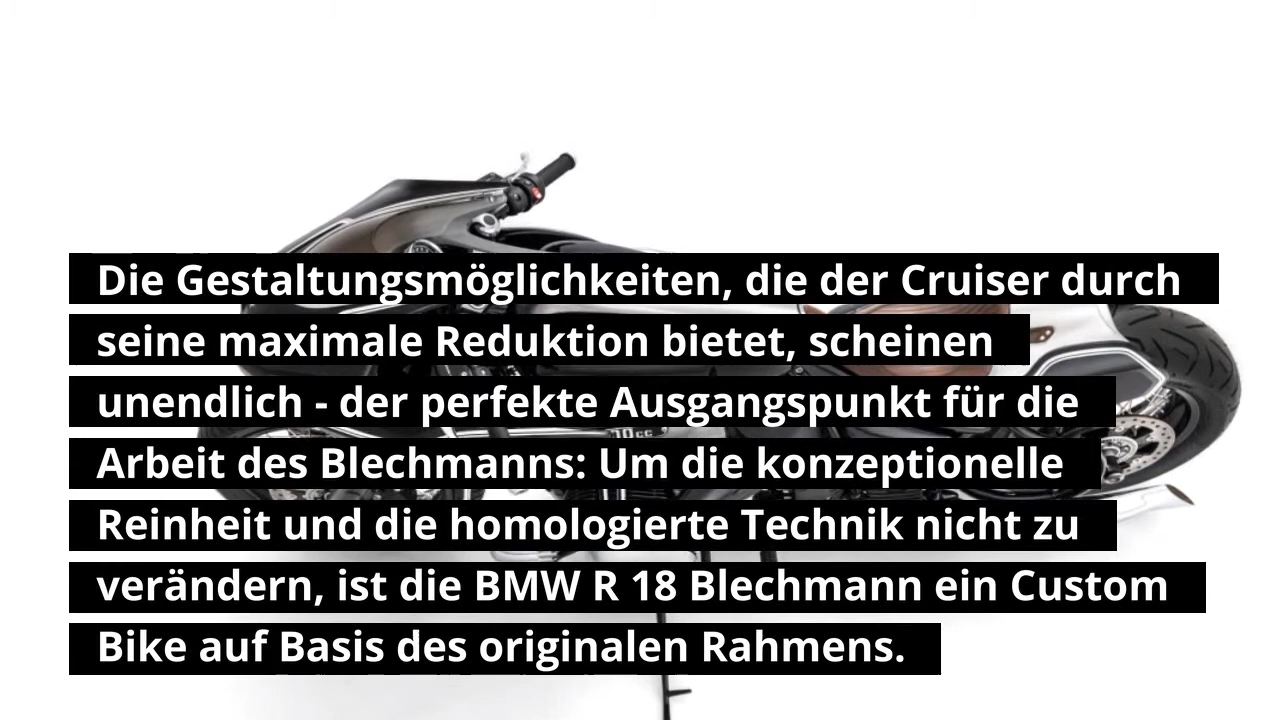 Die Gestaltungsmöglichkeiten, die der Cruiser durch
seine maximale Reduktion bietet, scheinen
unendlich - der perfekte Ausgangspunkt für die
Arbeit des Blechmanns: Um die konzeptionelle
Reinheit und die homologierte Technik nicht zu
verändern, ist die BMW R 18 Blechmann ein Custom
Bike auf Basis des originalen Rahmens.